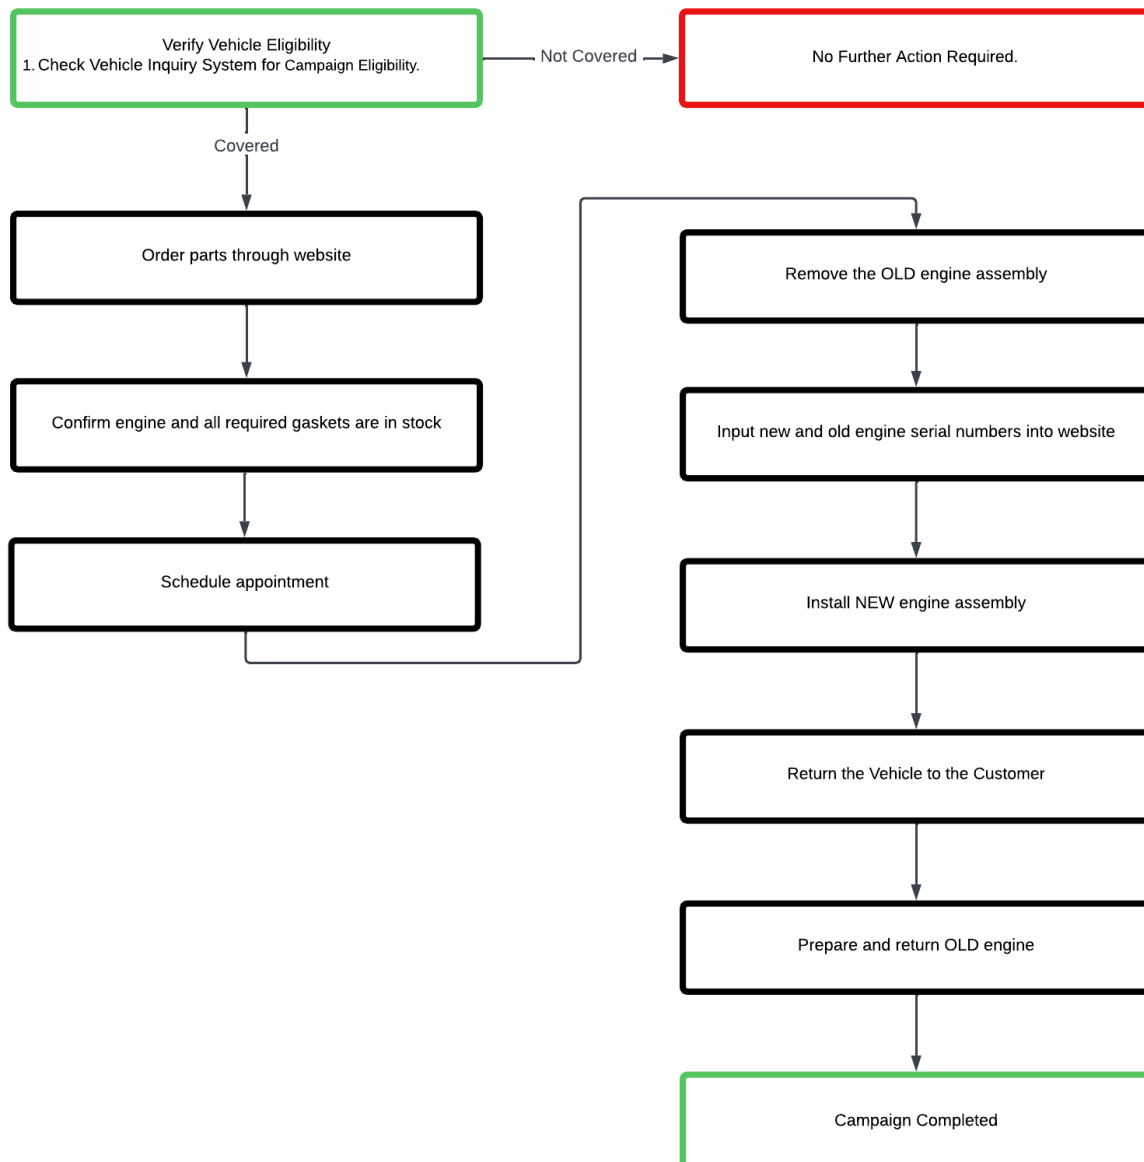 Verify Vehicle Eligibility
1. Check Vehicle Inquiry System for Campaign Eligibility.
Not Covered
No Further Action Required.
Covered
Order parts through website
Confirm engine and all required gaskets are in stock
Schedule appointment
Remove the OLD engine assembly
Input new and old engine serial numbers into website
Install NEW engine assembly
Return the Vehicle to the Customer
Prepare and return OLD engine
Campaign Completed